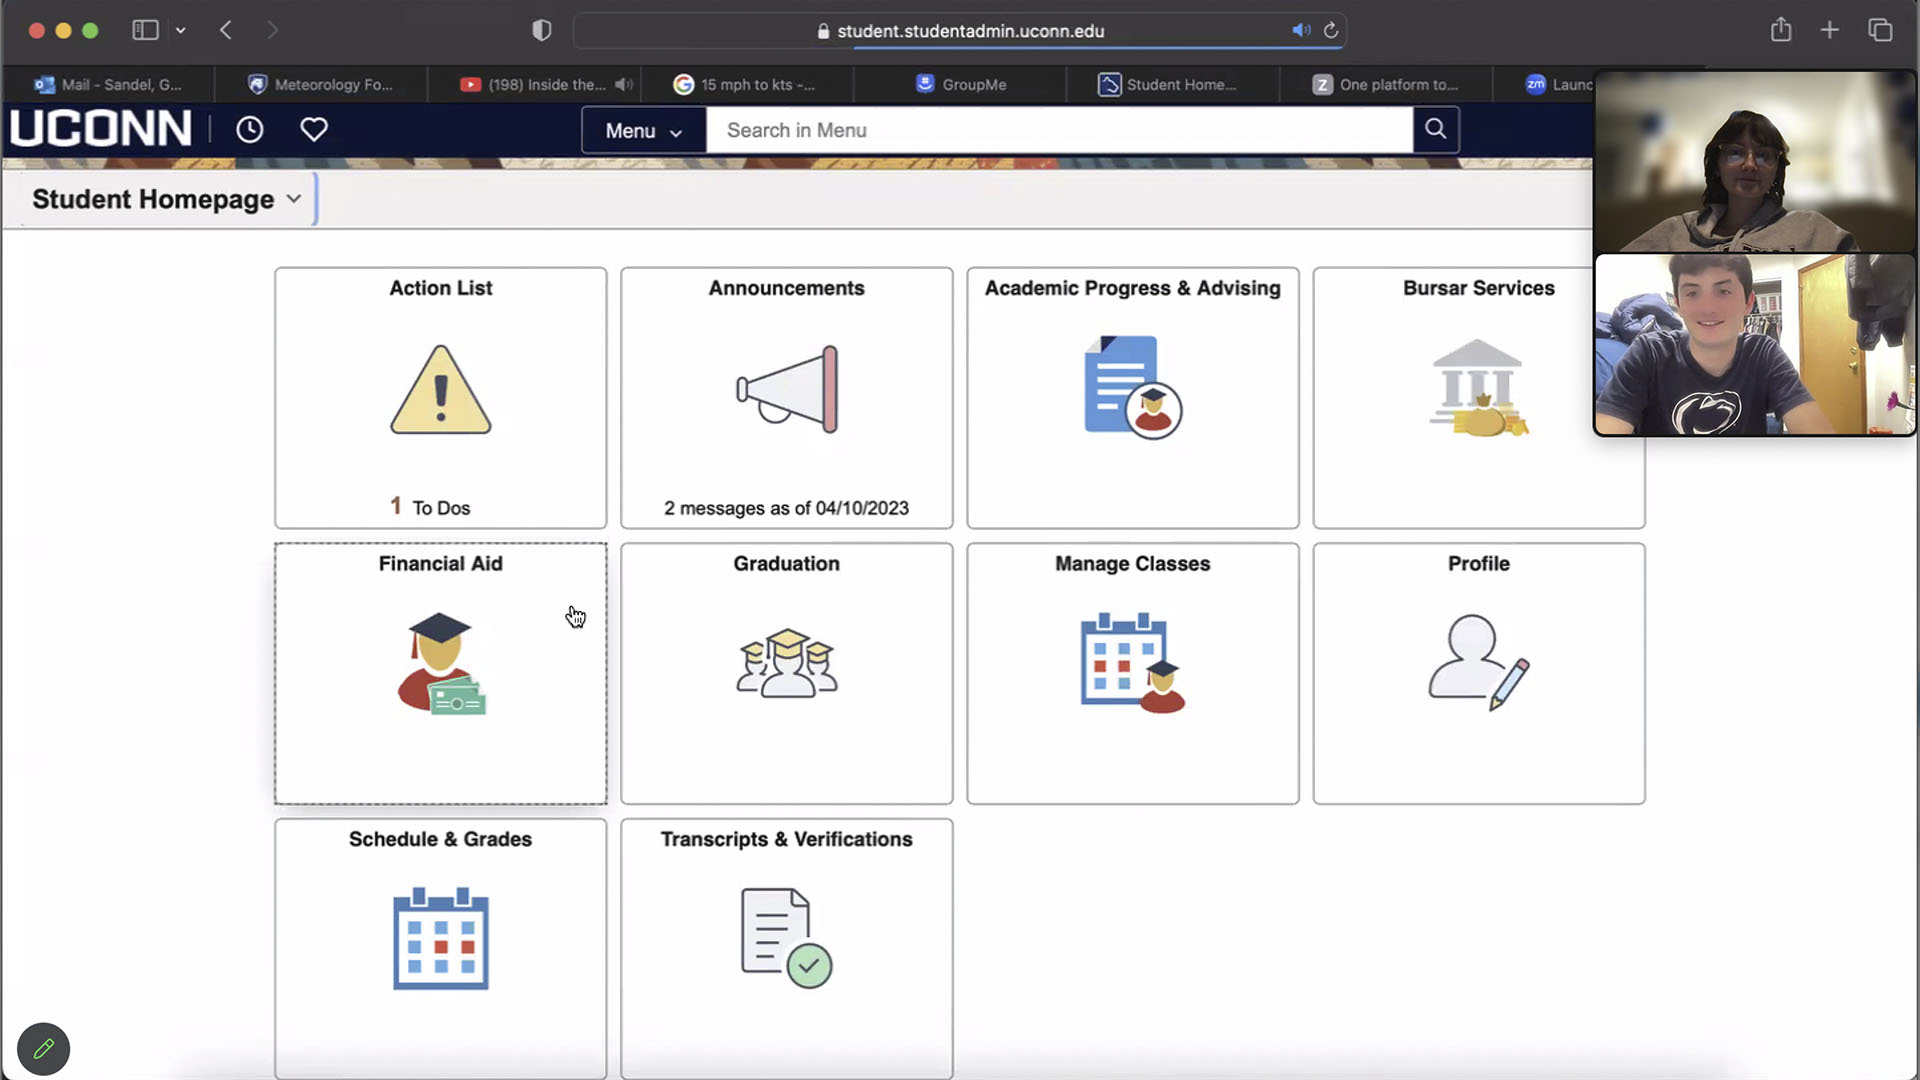 student.studentadmin.uconn.edu
Mail - Sandel, G...
Meteorology Fo...
(198) Inside the...
15 mph to kts -...
GroupMe
Student Home...
One platform to...
zm Launc
UCONN
Menu
Search in Menu
Student Homepage
Action List
Announcements
Academic Progress & Advising
Bursar Services
1 To Dos
2 messages as of 04/10/2023
Financial Aid
Graduation
Manage Classes
Profile
Schedule & Grades
Transcripts & Verifications